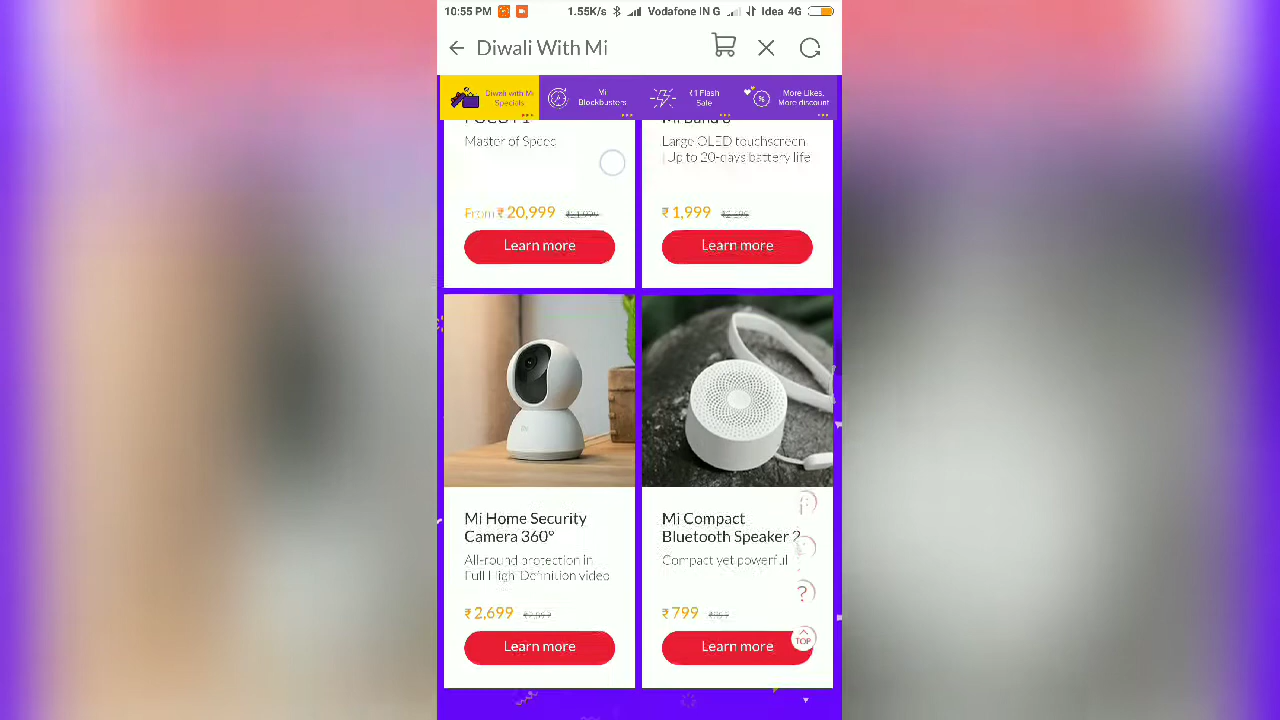 10:55 PM
1.55K/s
Vodafone IN G
Idea 4G
Diwali With Mi
Diwali with Mi
Specials
Mi
Blockbusters
₹1 Flash
Sale
More Likes,
More discount
Master of Speed
Large OLED touchscreen
| Up to 20-days battery life
From ₹ 20,999
₹ 1,999
Learn more
Learn more
Mi Home Security
Camera 360°
Mi Compact
Bluetooth Speaker 2
All-round protection in
Full High-Definition video
Compact yet powerful
?
₹ 2,699
₹ 799
Learn more
Learn more
TOP